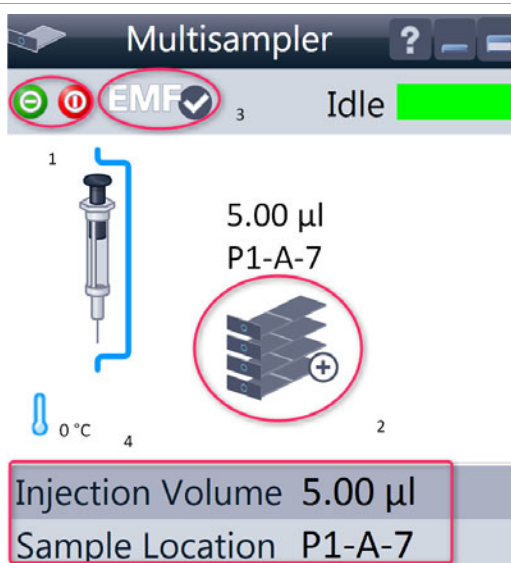 Multisampler ?
EMF 3 Idle
1
5.00 µl
P1-A-7
0 °C 4 2
Injection Volume 5.00 µl
Sample Location P1-A-7